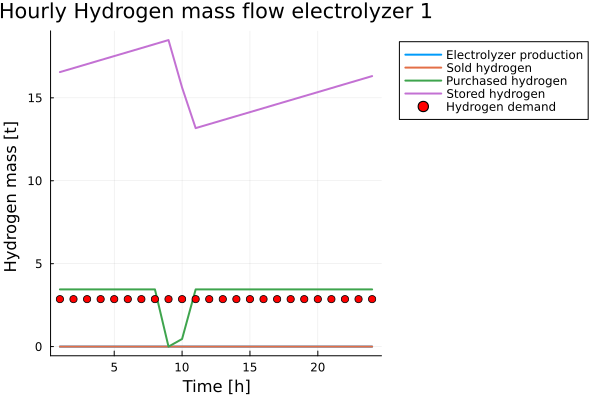 Hourly Hydrogen mass flow electrolyzer 1
Electrolyzer production
Sold hydrogen
Purchased hydrogen
Stored hydrogen
Hydrogen demand
Hydrogen mass [t]
15
10
5
0
5 10 15 20
Time [h]